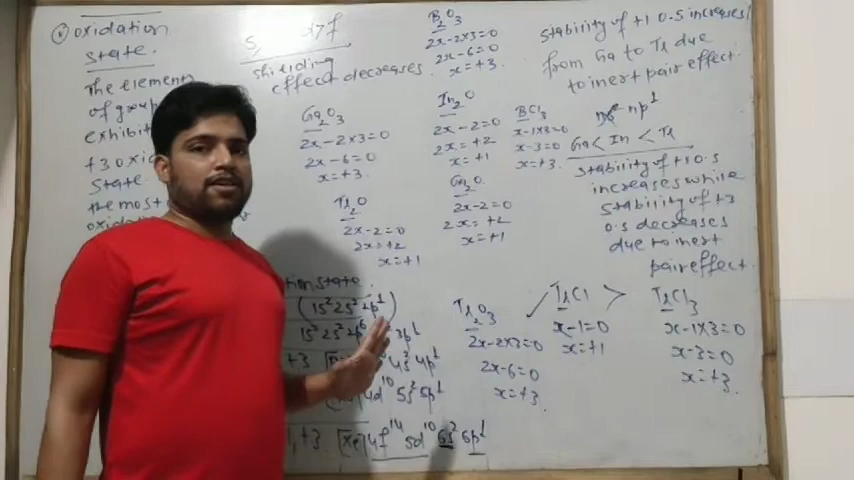 oxidation
state.
The elements
of group
exhibit
+3 oxi
state
the most
oxidation
s, d7f
shielding
effect decreases
Ga2O3
2x-2×3=0
2x-6=0
x=+3.
Tl2O
2x-2=0
2x=+2
x=+1
tion state.
(1s² 2s² 2p¹)
1s² 2s² 2p⁶ 3p¹
+3 4s² 4p¹
4d¹⁰ 5s² 5p¹
1,+3 [Xe] 4f¹⁴ 5d¹⁰ 6s² 6p¹
B2O3
2x-2×3=0
2x-6=0
x=+3.
In2O
2x-2=0
2x=+2
x=+1
Ga2O.
2x-2=0
2x=+2
x=+1
BCl3
x-1×3=0
x-3=0
x=+3.
Tl2O3
2x-2×3=0
2x-6=0
x=+3.
stability of +1 o.s increases
from Ga to Tl due
to inert pair effect.
np¹
Ga < In < Tl
stability of +1 o.s
increases while
stability of +3
o.s decreases
due to inert
pair effect.
TlCl > TlCl3
x-1=0
x=+1
x-1×3=0
x-3=0
x=+3.